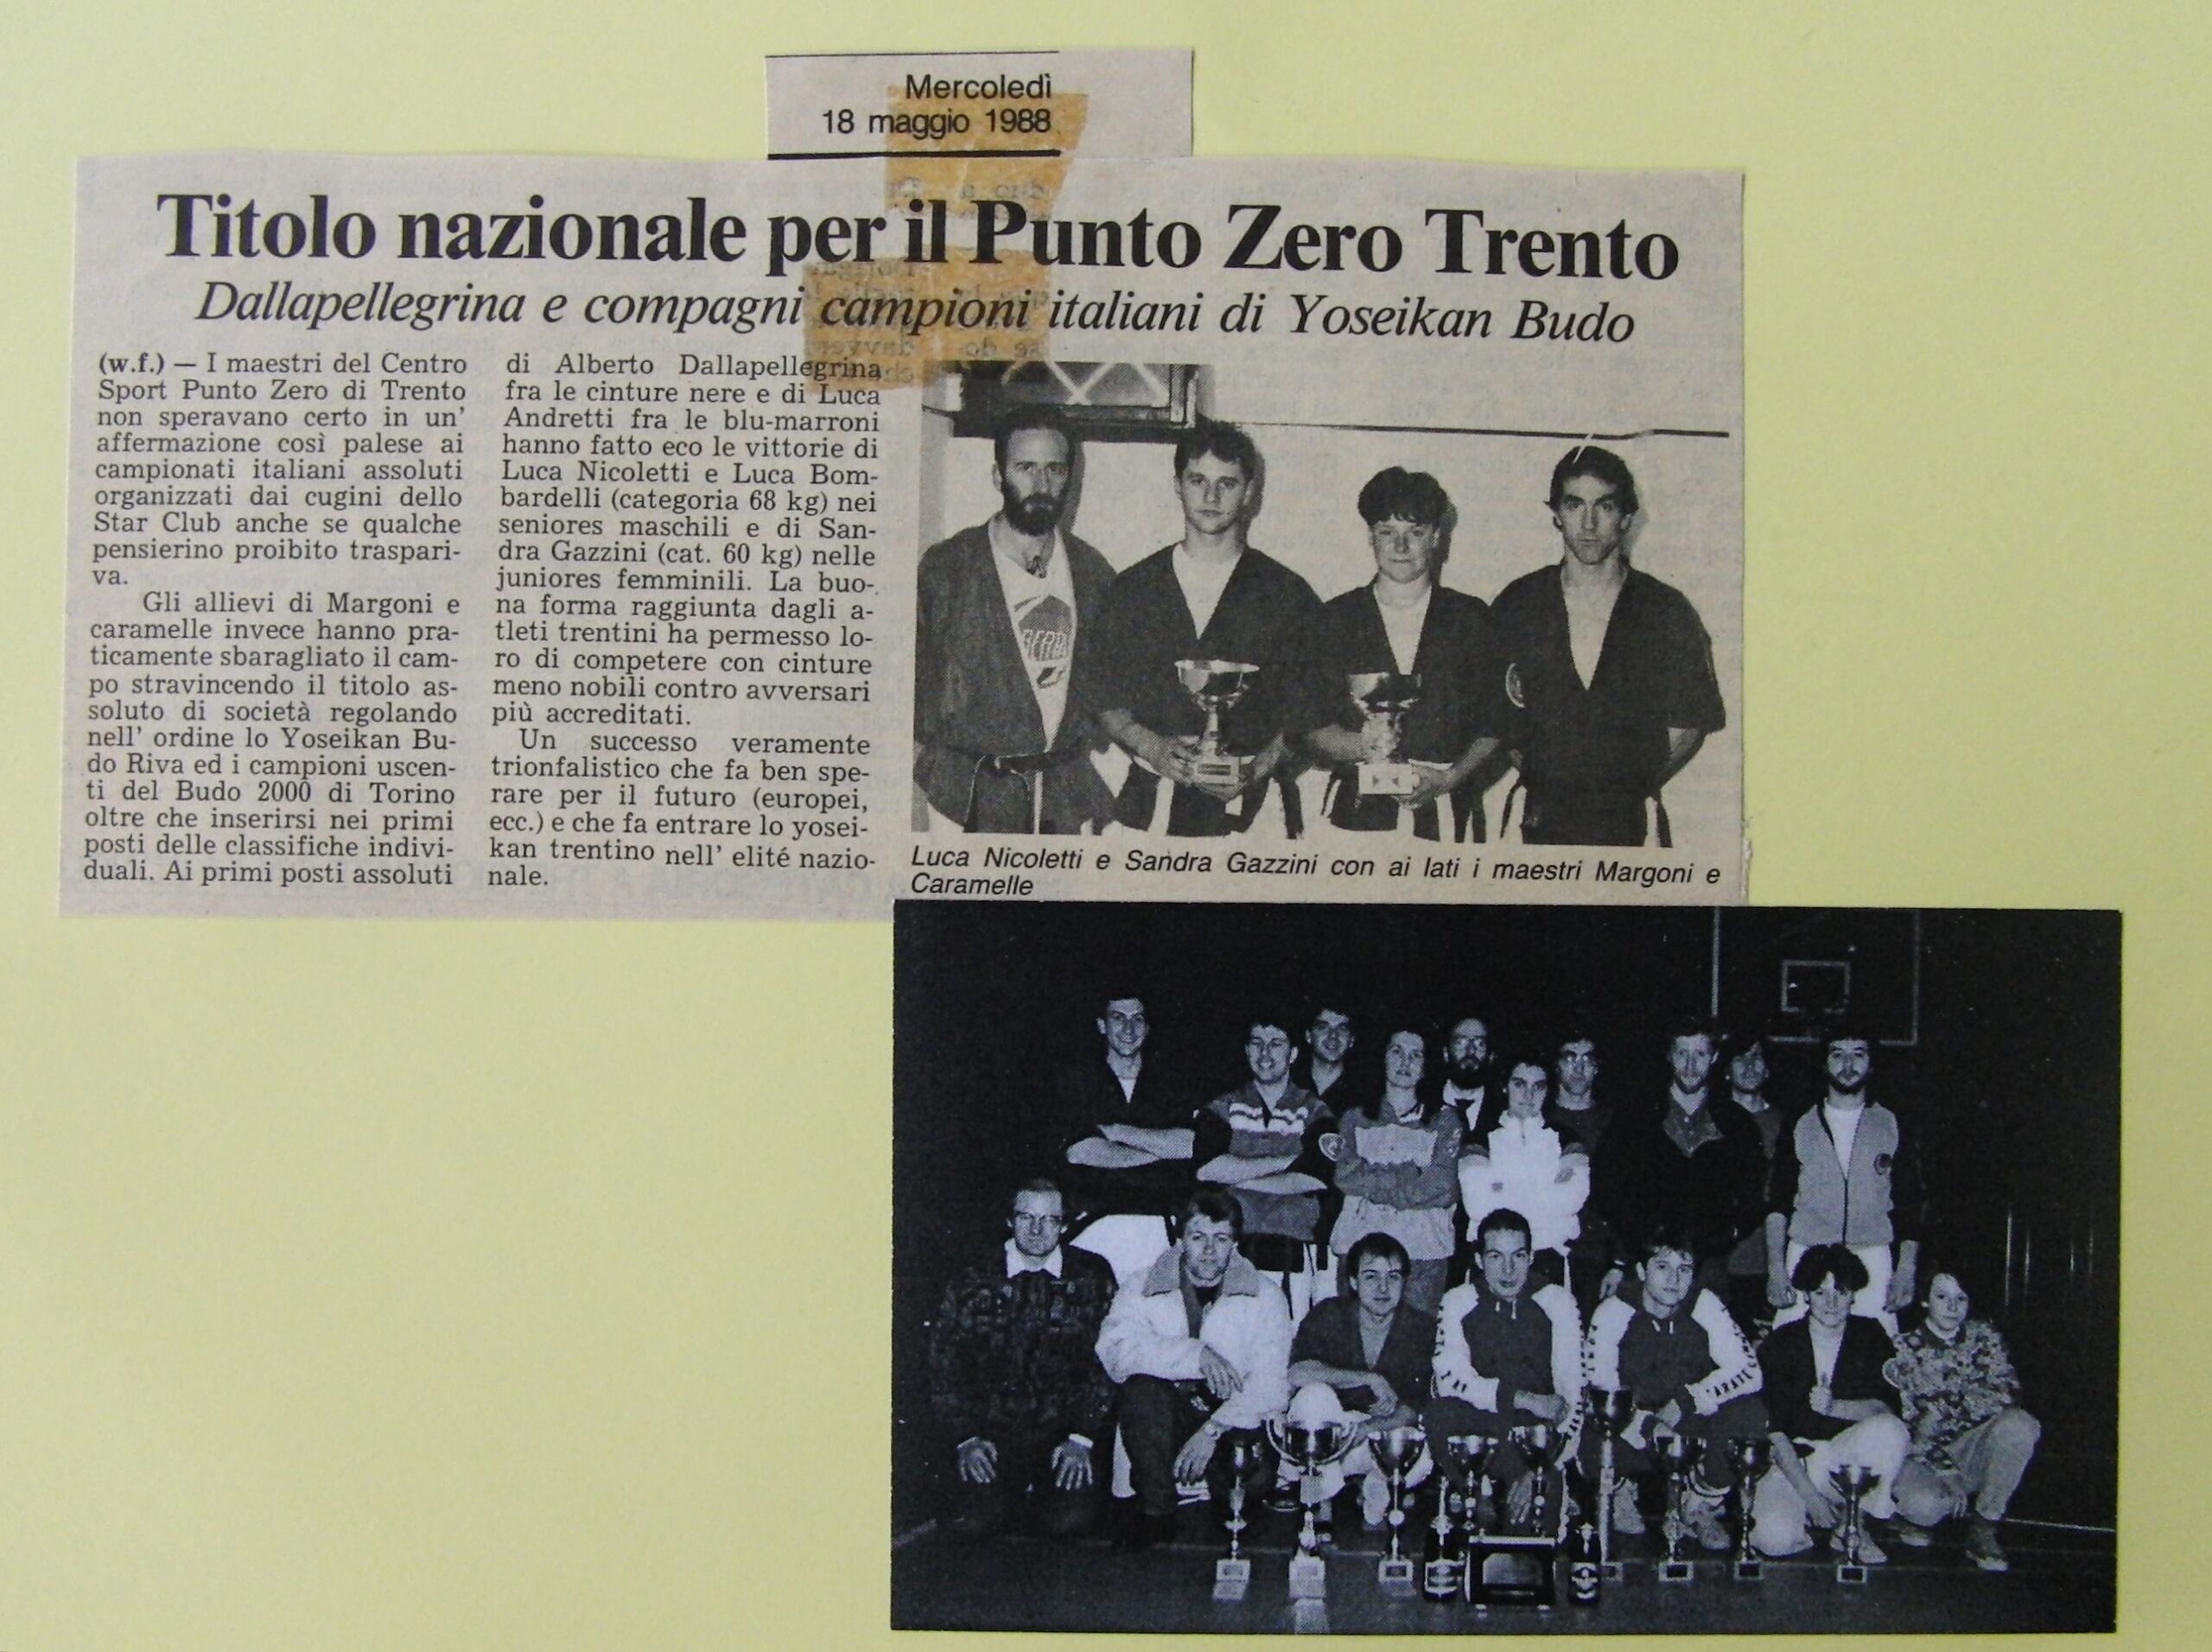 Mercoledì
18 maggio 1988
Titolo nazionale per il Punto Zero Trento
Dallapellegrina e compagni campioni italiani di Yoseikan Budo
(w.f.) — I maestri del Centro
Sport Punto Zero di Trento
non speravano certo in un'
affermazione così palese ai
campionati italiani assoluti
organizzati dai cugini dello
Star Club anche se qualche
pensierino proibito traspari-
va.
Gli allievi di Margoni e
caramelle invece hanno pra-
ticamente sbaragliato il cam-
po stravincendo il titolo as-
soluto di società regolando
nell' ordine lo Yoseikan Bu-
do Riva ed i campioni uscen-
ti del Budo 2000 di Torino
oltre che inserirsi nei primi
posti delle classifiche indivi-
duali. Ai primi posti assoluti
di Alberto Dallapellegrina
fra le cinture nere e di Luca
Andretti fra le blu-marroni
hanno fatto eco le vittorie di
Luca Nicoletti e Luca Bom-
bardelli (categoria 68 kg) nei
seniores maschili e di San-
dra Gazzini (cat. 60 kg) nelle
juniores femminili. La buo-
na forma raggiunta dagli a-
tleti trentini ha permesso lo-
ro di competere con cinture
meno nobili contro avversari
più accreditati.
Un successo veramente
trionfalistico che fa ben spe-
rare per il futuro (europei,
ecc.) e che fa entrare lo yosei-
kan trentino nell' elité nazio-
nale.
Luca Nicoletti e Sandra Gazzini con ai lati i maestri Margoni e
Caramelle